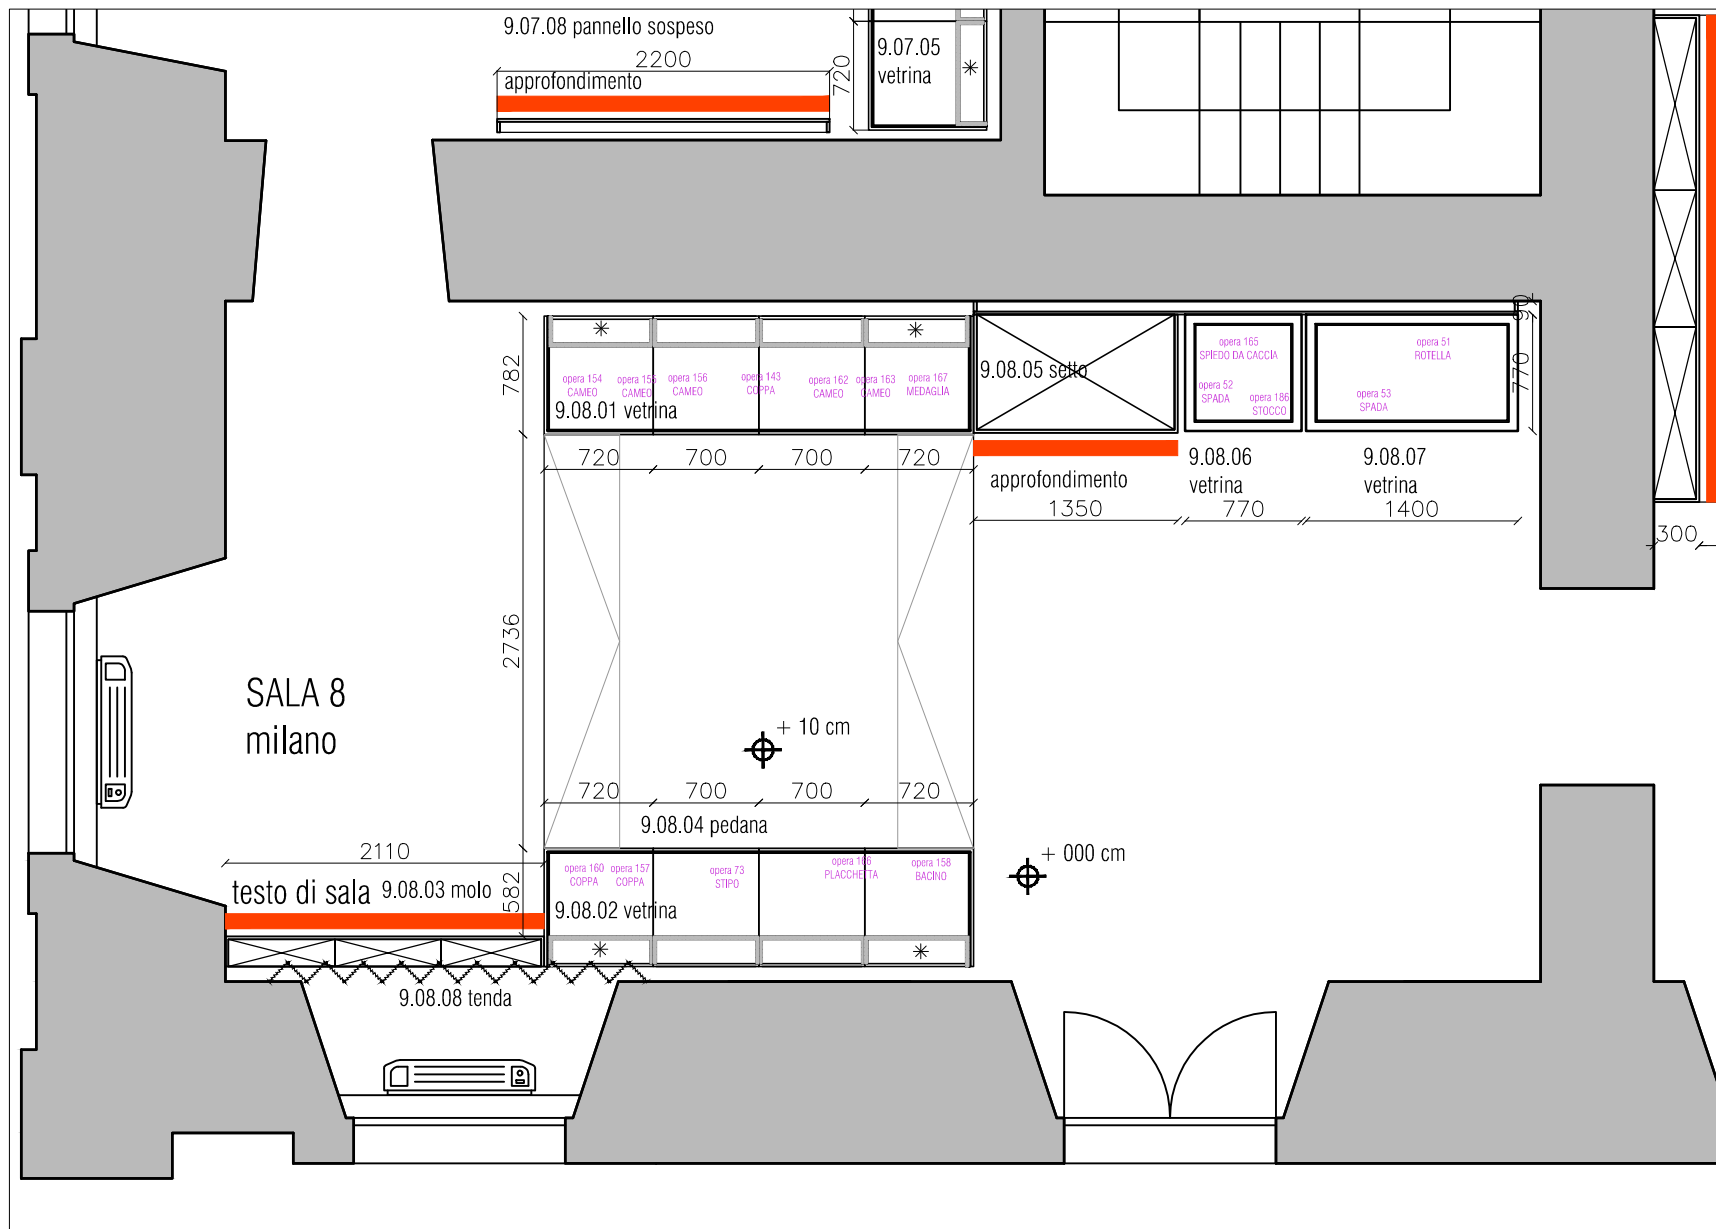 9.07.08 pannello sospeso
2200
approfondimento
720
9.07.05
vetrina
782
2736
582
opera 154
CAMEO
opera 155
CAMEO
opera 156
CAMEO
opera 143
COPPA
opera 162
CAMEO
opera 163
CAMEO
opera 167
MEDAGLIA
9.08.01 vetrina
720
700
700
720
9.08.05 setto
approfondimento
1350
opera 165
SPIEDO DA CACCIA
opera 52
SPADA
opera 186
STOCCO
9.08.06
vetrina
770
opera 51
ROTELLA
opera 53
SPADA
9.08.07
vetrina
1400
90
770
300
SALA 8
milano
+ 10 cm
720
700
700
720
9.08.04 pedana
+ 000 cm
2110
testo di sala
9.08.03 molo
opera 160
COPPA
opera 157
COPPA
opera 73
STIPO
PLACCHETTA
opera 158
BACINO
9.08.02 vetrina
9.08.08 tenda